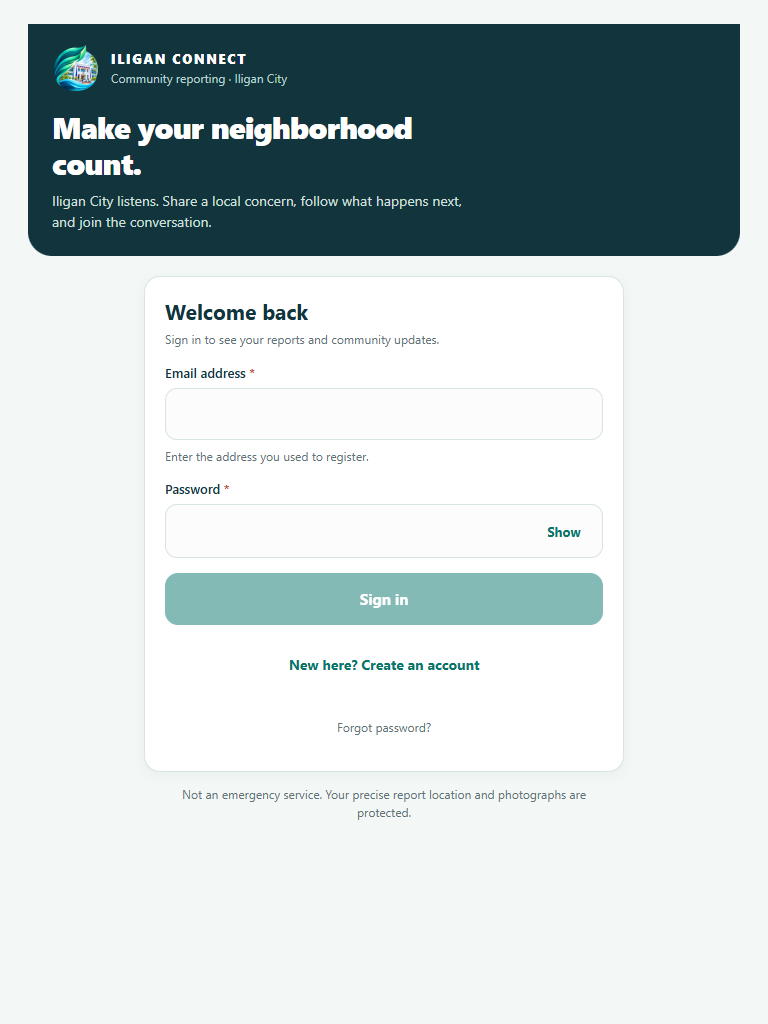 ILIGAN CONNECT
Community reporting · Iligan City
Make your neighborhood
count.
Iligan City listens. Share a local concern, follow what happens next,
and join the conversation.
Welcome back
Sign in to see your reports and community updates.
Email address *
Enter the address you used to register.
Password *
Show
Sign in
New here? Create an account
Forgot password?
Not an emergency service. Your precise report location and photographs are
protected.